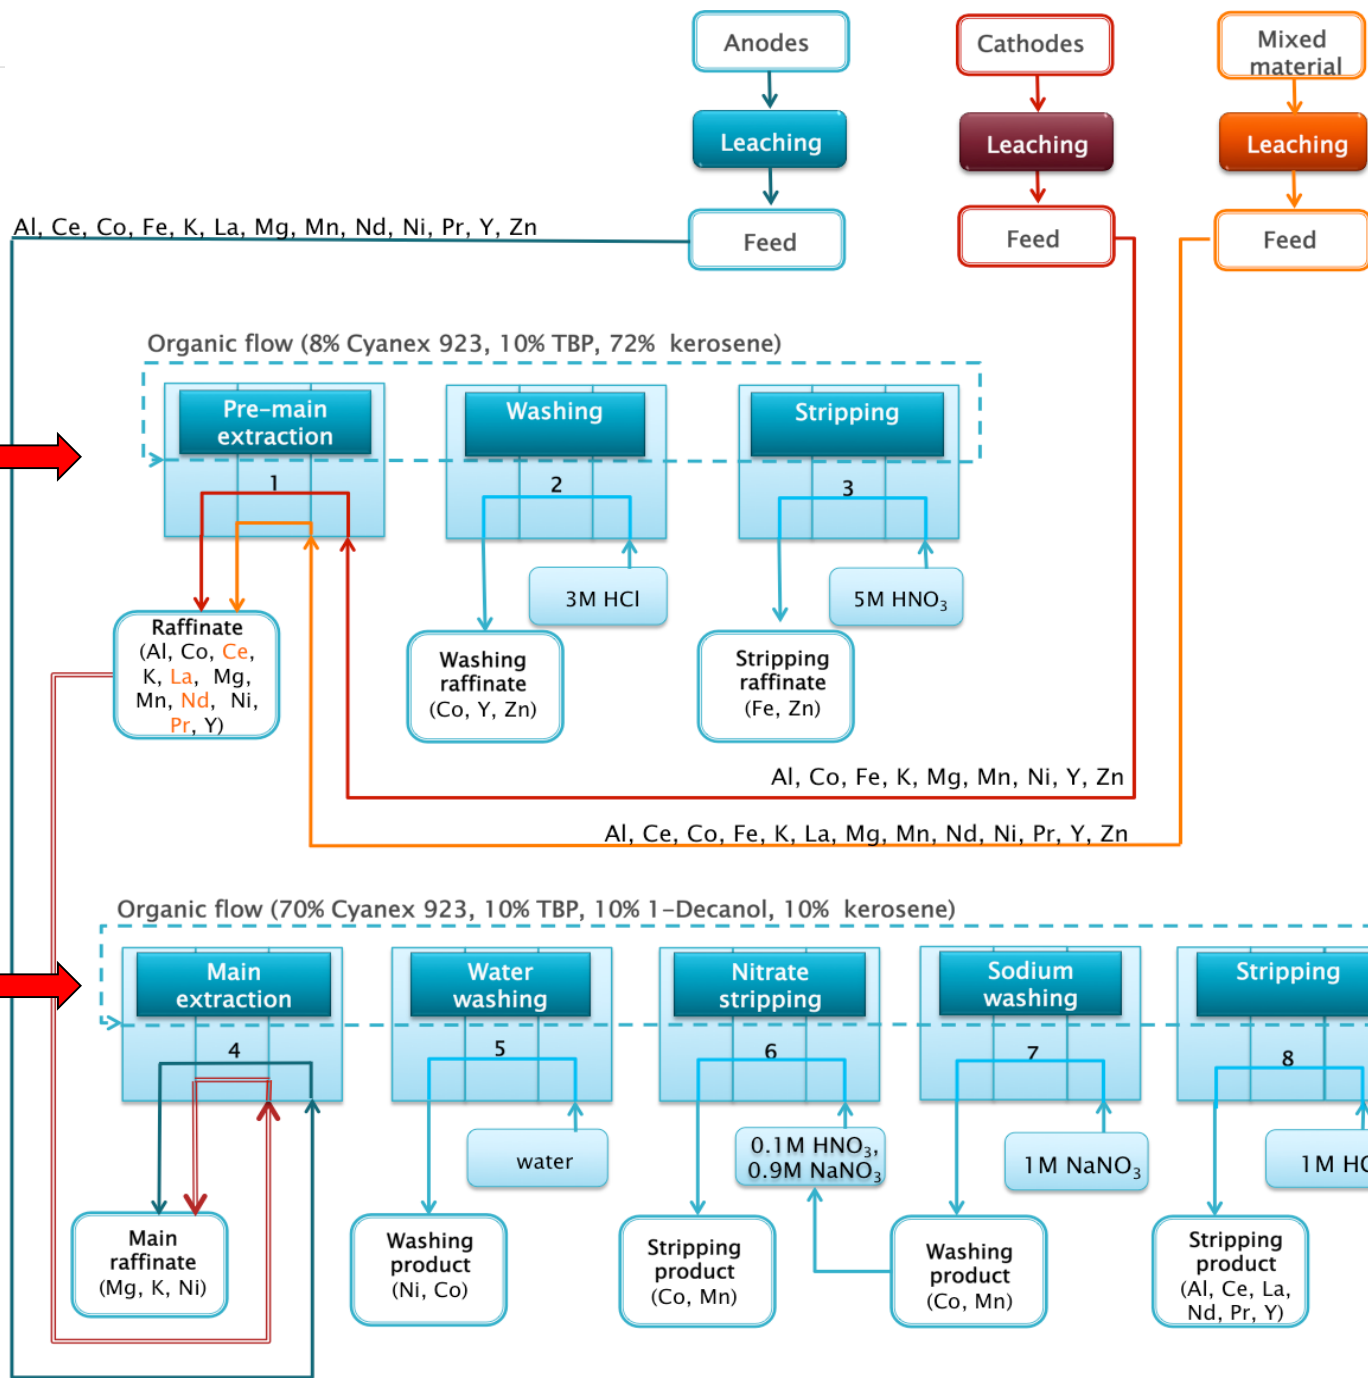 Anodes
Cathodes
Mixed
material
Leaching
Leaching
Leaching
Feed
Feed
Feed
Al, Ce, Co, Fe, K, La, Mg, Mn, Nd, Ni, Pr, Y, Zn
Organic flow (8% Cyanex 923, 10% TBP, 72% kerosene)
Pre-main
extraction
Washing
Stripping
1
2
3
3M HCl
5M HNO₃
Raffinate
(Al, Co, Ce,
K, La, Mg,
Mn, Nd, Ni,
Pr, Y)
Washing
raffinate
(Co, Y, Zn)
Stripping
raffinate
(Fe, Zn)
Al, Co, Fe, K, Mg, Mn, Ni, Y, Zn
Al, Ce, Co, Fe, K, La, Mg, Mn, Nd, Ni, Pr, Y, Zn
Organic flow (70% Cyanex 923, 10% TBP, 10% 1-Decanol, 10% kerosene)
Main
extraction
Water
washing
Nitrate
stripping
Sodium
washing
Stripping
4
5
6
7
8
water
0.1M HNO₃,
0.9M NaNO₃
1M NaNO₃
1M
Main
raffinate
(Mg, K, Ni)
Washing
product
(Ni, Co)
Stripping
product
(Co, Mn)
Washing
product
(Co, Mn)
Stripping
product
(Al, Ce, La,
Nd, Pr, Y)